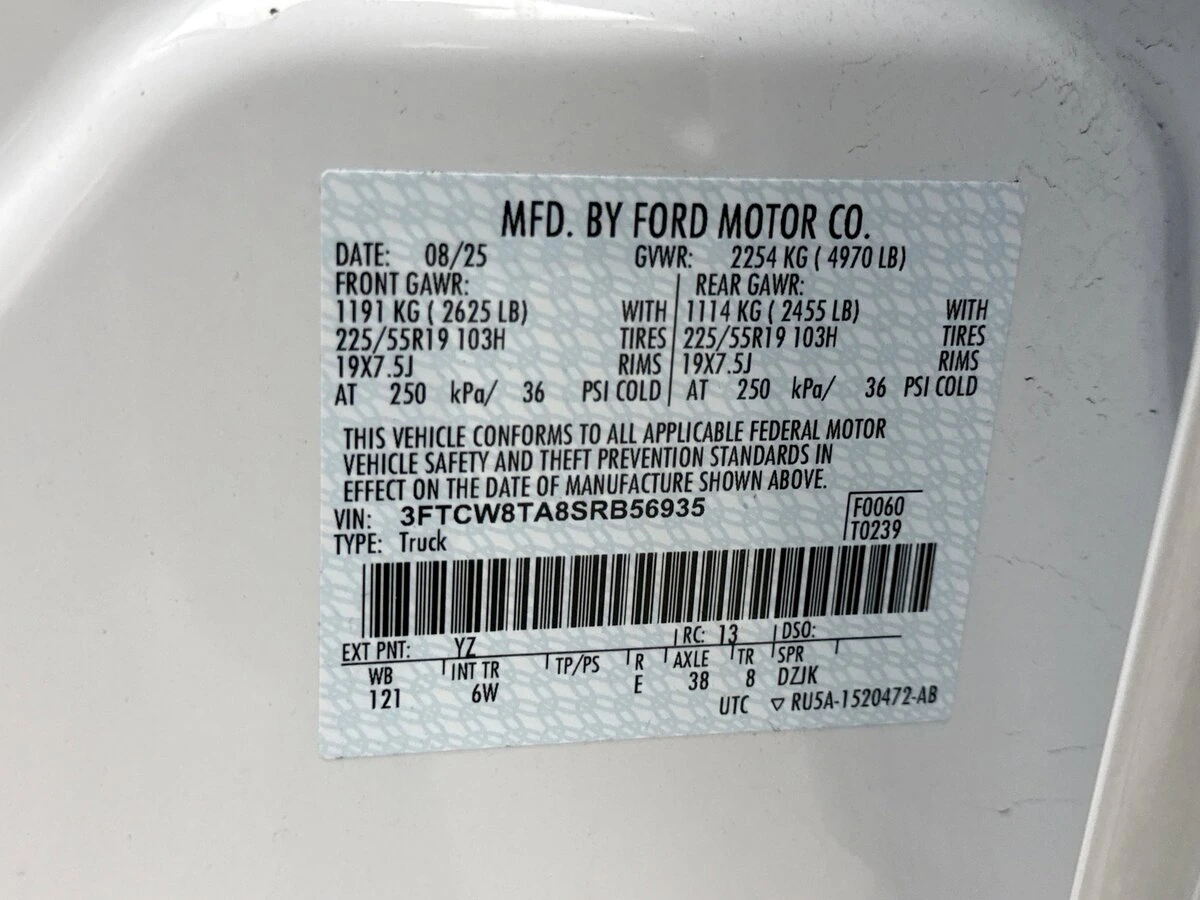 MFD. BY FORD MOTOR CO.
DATE: 08/25 GVWR: 2254 KG ( 4970 LB)
FRONT GAWR: REAR GAWR:
1191 KG ( 2625 LB) WITH 1114 KG ( 2455 LB) WITH
225/55R19 103H TIRES 225/55R19 103H TIRES
19X7.5J RIMS 19X7.5J RIMS
AT 250 kPa/ 36 PSI COLD AT 250 kPa/ 36 PSI COLD
THIS VEHICLE CONFORMS TO ALL APPLICABLE FEDERAL MOTOR
VEHICLE SAFETY AND THEFT PREVENTION STANDARDS IN
EFFECT ON THE DATE OF MANUFACTURE SHOWN ABOVE.
VIN: 3FTCW8TA8SRB56935 F0060
TYPE: Truck T0239
EXT PNT: YZ RC: 13 DSO:
WB INT TR TP/PS R AXLE TR SPR
121 6W E 38 8 DZJK
UTC ▽ RU5A-1520472-AB